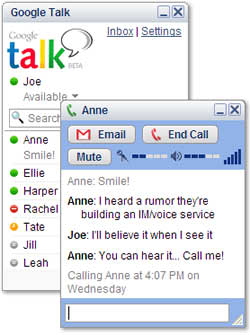 Google Talk
Inbox | Settings
Google
talk
BETA
Joe
Available
Search
Anne
Smile!
Ellie
Harper
Rachel
Tate
Jill
Leah
Anne
Email
End Call
Mute
Anne: Smile!
Anne: I heard a rumor they're
building an IM/voice service
Joe: I'll believe it when I see it
Anne: You can hear it... Call me!
Calling Anne at 4:07 PM on
Wednesday